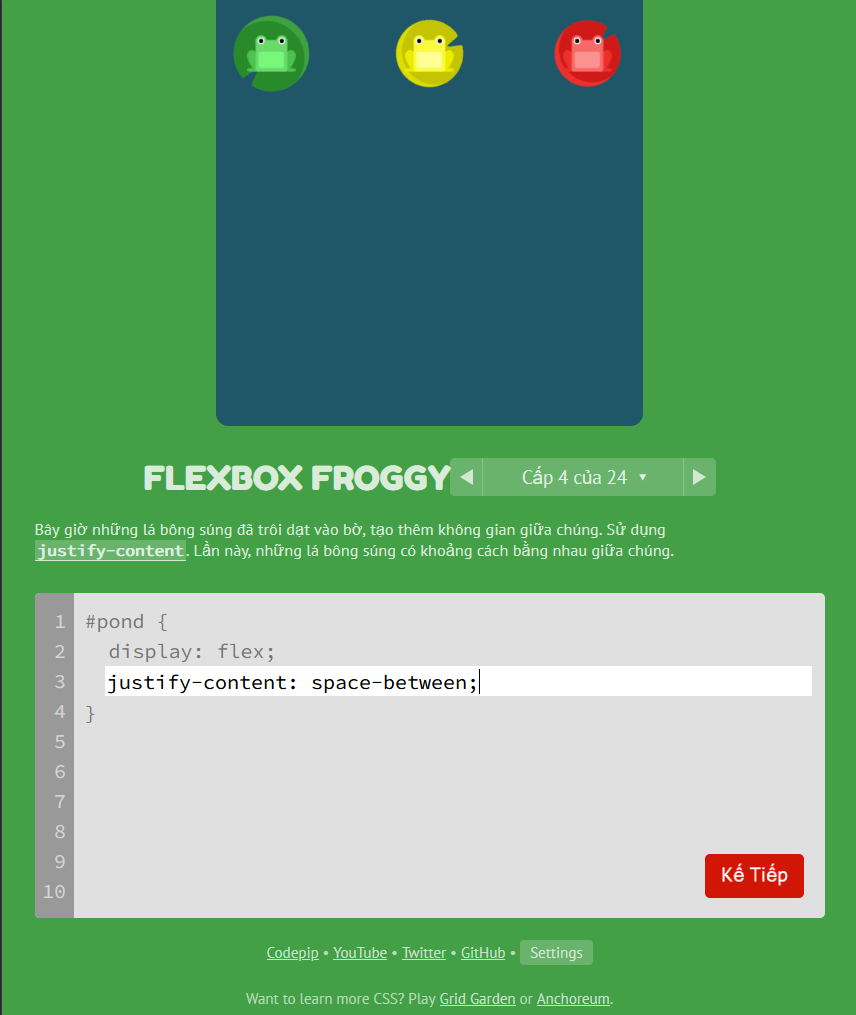 FLEXBOX FROGGY
Cấp 4 của 24
Bây giờ những lá bông súng đã trôi dạt vào bờ, tạo thêm không gian giữa chúng. Sử dụng
justify-content. Lần này, những lá bông súng có khoảng cách bằng nhau giữa chúng.
1 #pond {
2 display: flex;
3 justify-content: space-between;
4 }
5
6
7
8
9
10
Kế Tiếp
Codepip • YouTube • Twitter • GitHub • Settings
Want to learn more CSS? Play Grid Garden or Anchoreum.